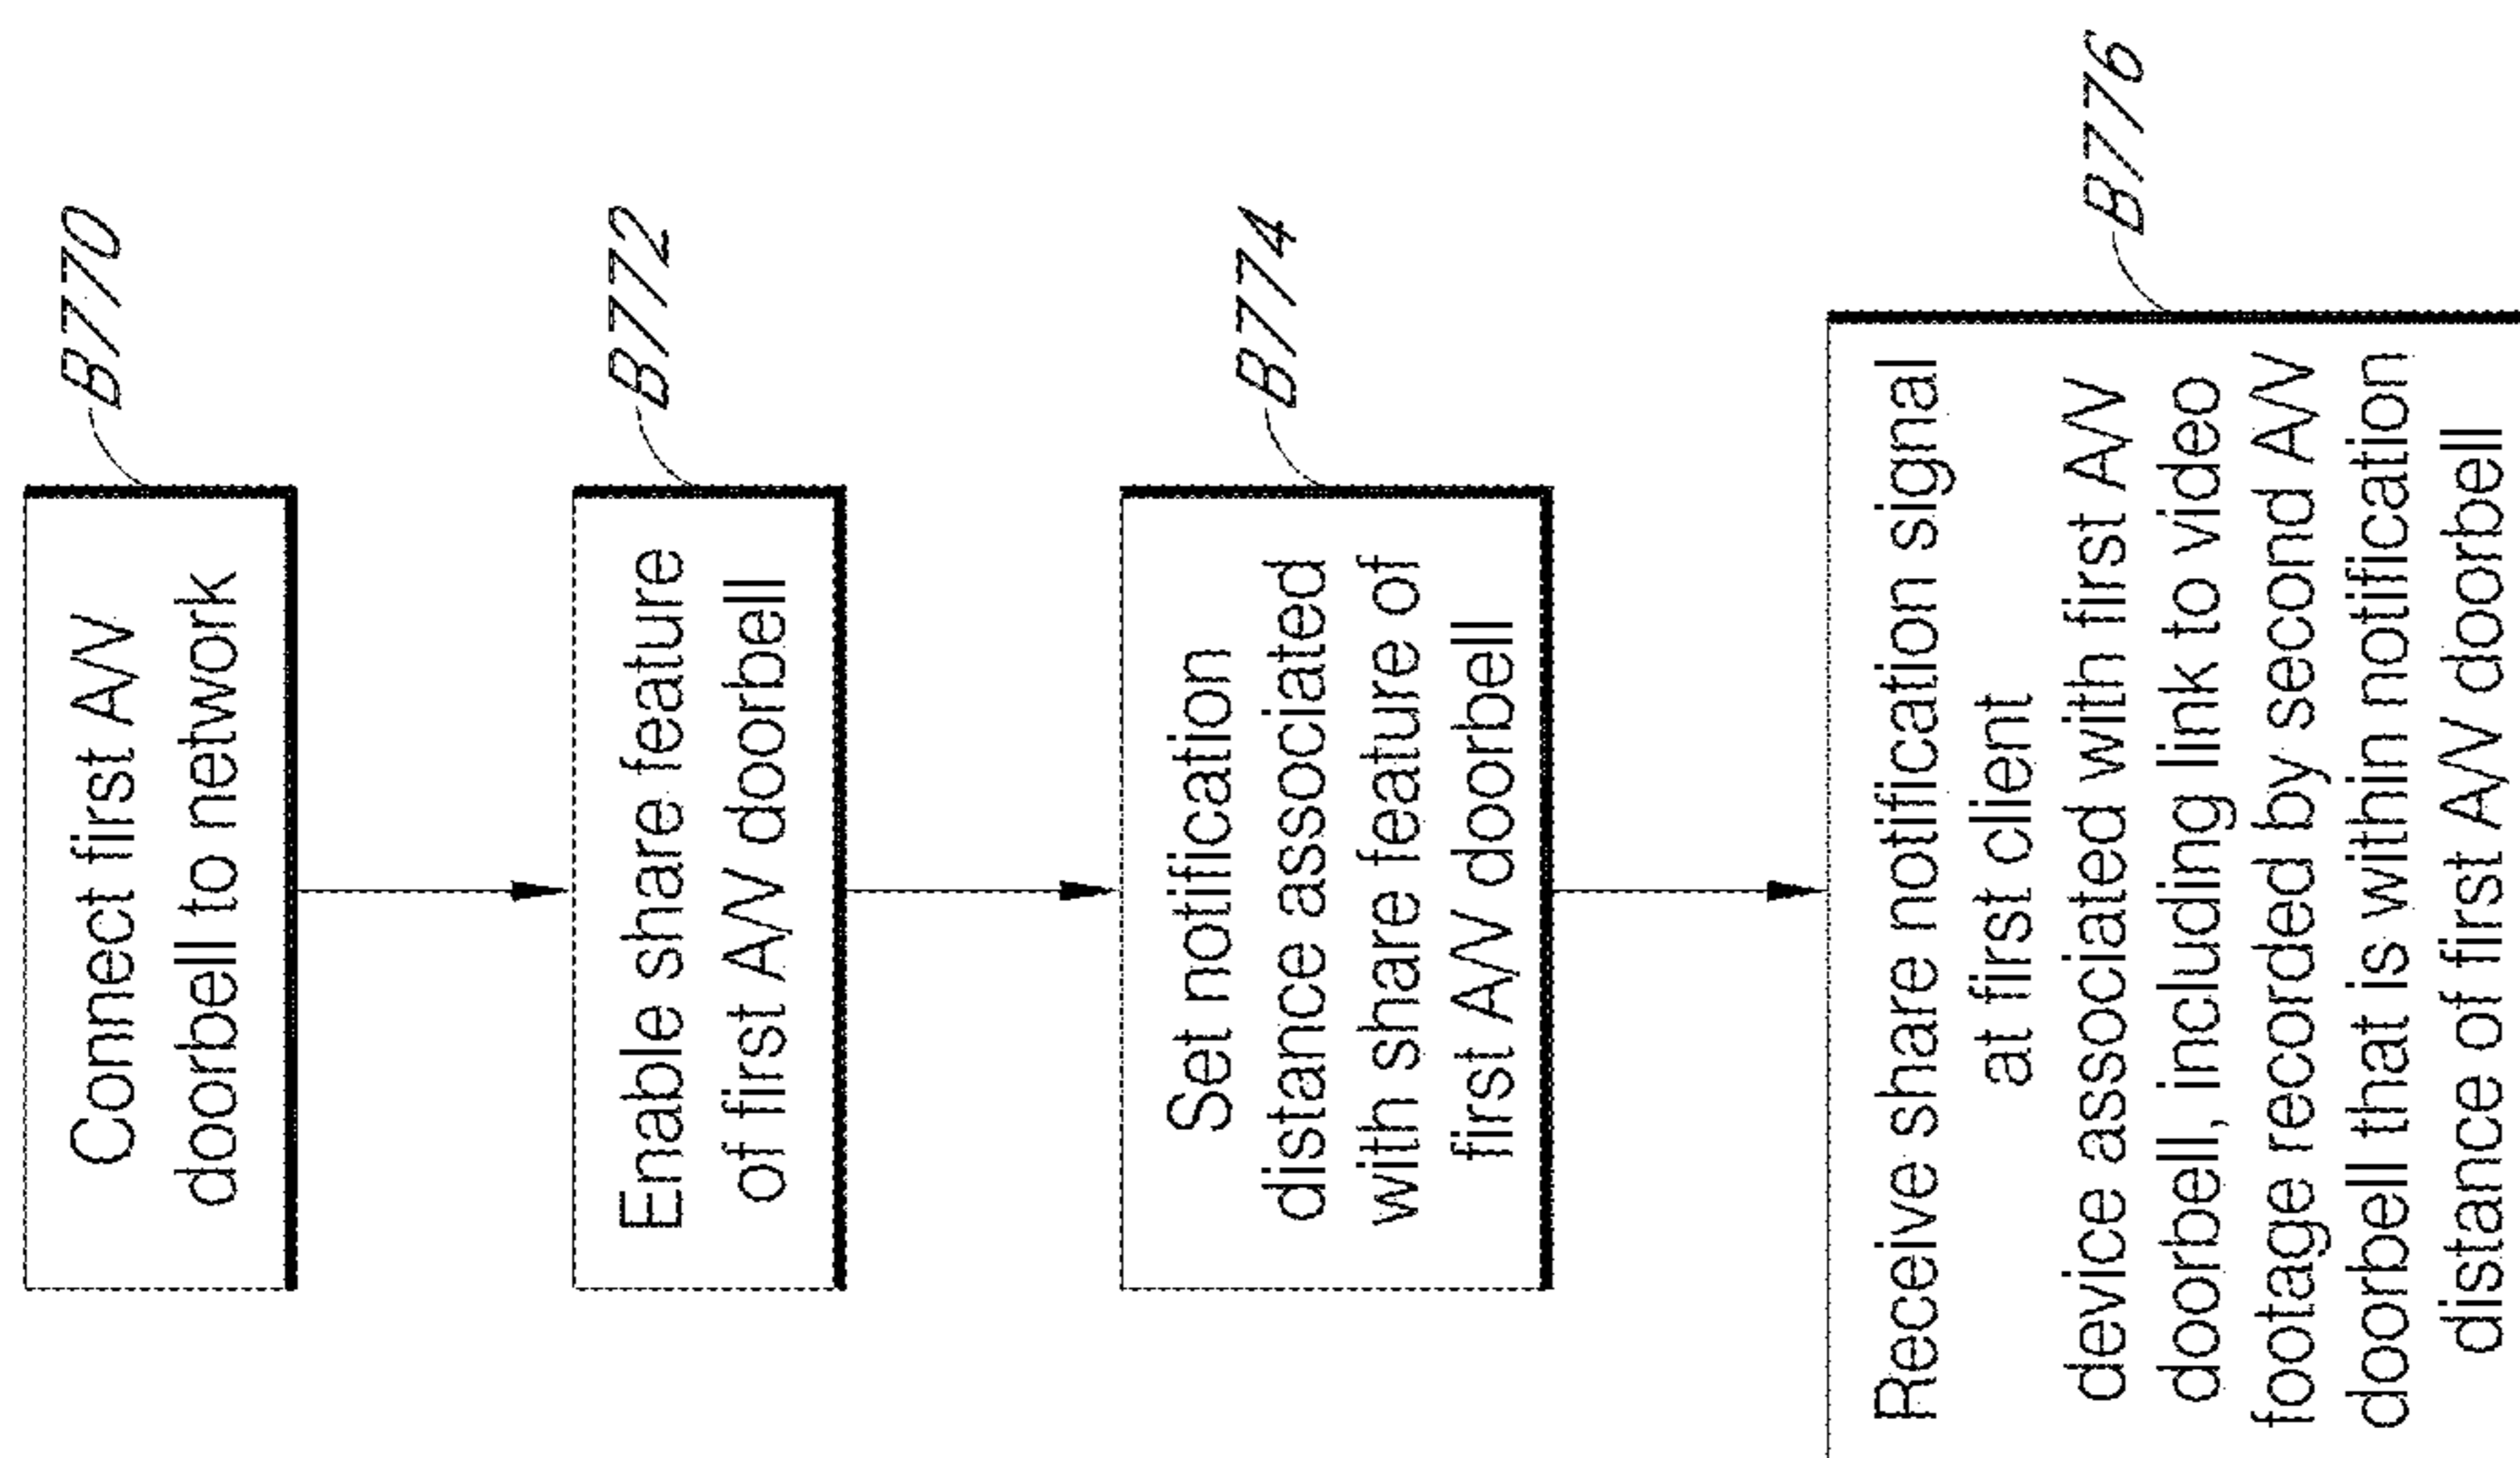 Connect first A/V
doorbell to network
B770
Enable share feature
of first A/V doorbell
B772
Set notification
distance associated
with share feature of
first A/V doorbell
B774
Receive share notification signal
at first client
device associated with first A/V
doorbell, including link to video
footage recorded by second A/V
doorbell that is within notification
distance of first A/V doorbell
B776